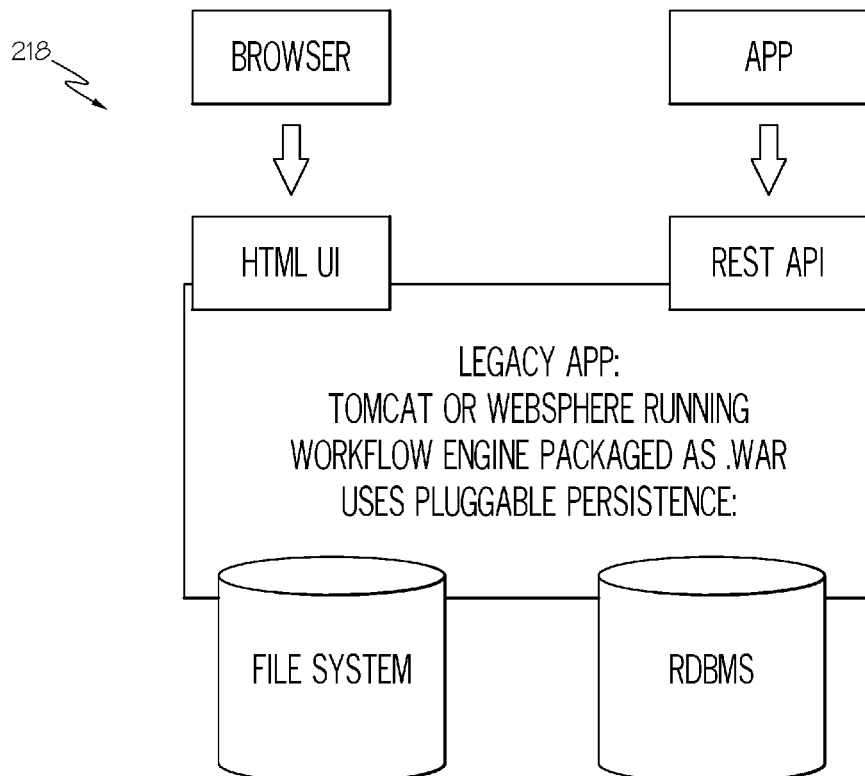 218
BROWSER
APP
HTML UI
REST API
LEGACY APP:
TOMCAT OR WEBSPHERE RUNNING
WORKFLOW ENGINE PACKAGED AS .WAR
USES PLUGGABLE PERSISTENCE:
FILE SYSTEM
RDBMS